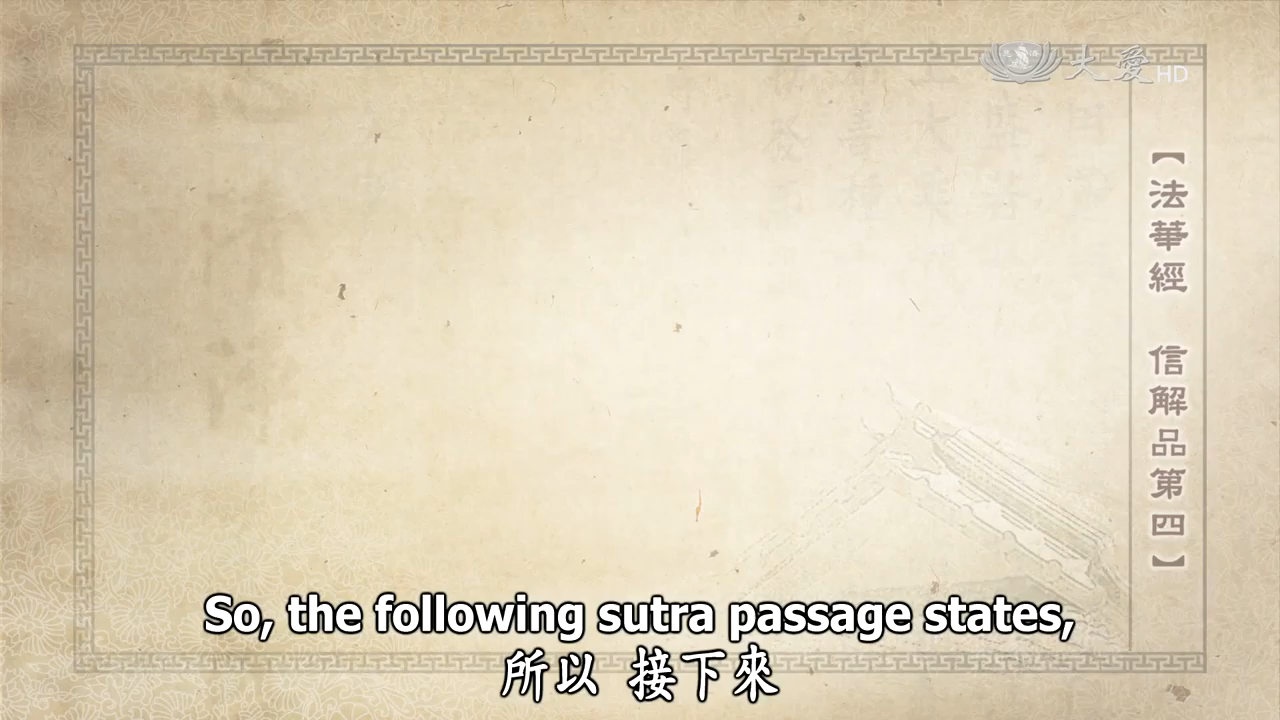 大愛HD
【法華經 信解品第四】
So, the following sutra passage states,
所以 接下來